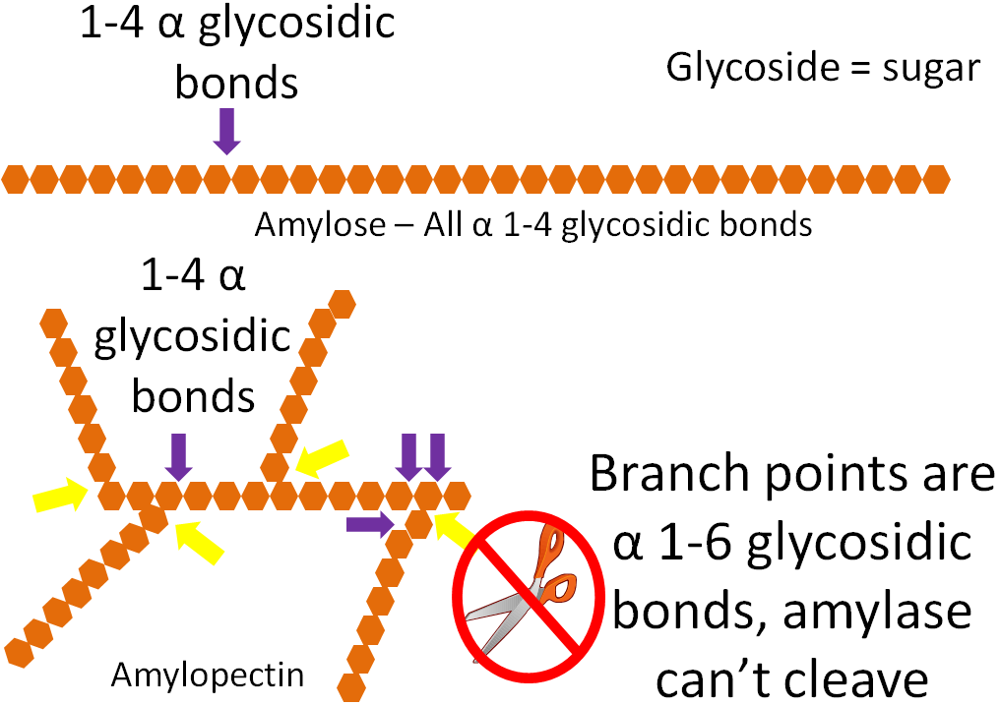 1-4 α glycosidic
bonds
Glycoside = sugar
Amylose – All α 1-4 glycosidic bonds
1-4 α
glycosidic
bonds
Branch points are
α 1-6 glycosidic
bonds, amylase
can’t cleave
Amylopectin